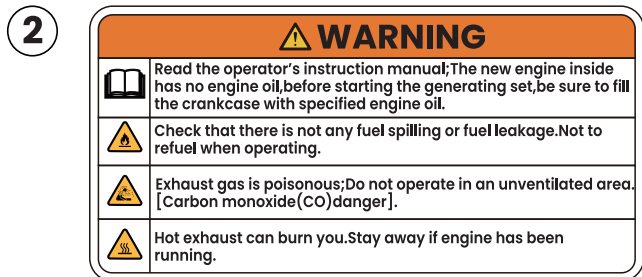 2
WARNING
Read the operator's instruction manual;The new engine inside
has no engine oil,before starting the generating set,be sure to fill
the crankcase with specified engine oil.
Check that there is not any fuel spilling or fuel leakage.Not to
refuel when operating.
Exhaust gas is poisonous;Do not operate in an unventilated area.
[Carbon monoxide(CO)danger].
Hot exhaust can burn you.Stay away if engine has been
running.